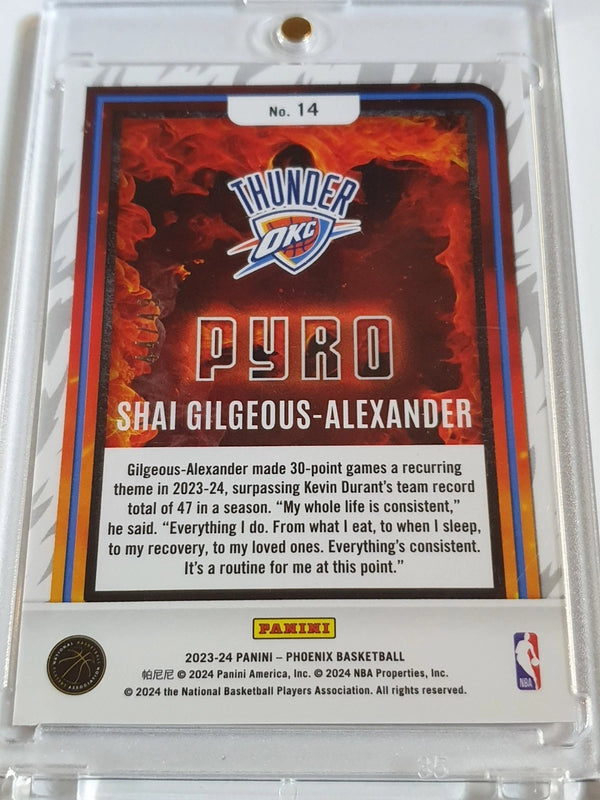 No. 14
THUNDER
OKC
PYRO
SHAI GILGEOUS-ALEXANDER
Gilgeous-Alexander made 30-point games a recurring
theme in 2023-24, surpassing Kevin Durant's team record
total of 47 in a season. “My whole life is consistent,”
he said. “Everything I do. From what I eat, to when I sleep,
to my recovery, to my loved ones. Everything's consistent.
It's a routine for me at this point.”
PANINI
2023-24 PANINI – PHOENIX BASKETBALL
帕尼尼 © 2024 Panini America, Inc. © 2024 NBA Properties, Inc.
© 2024 the National Basketball Players Association. All rights reserved.
NATIONAL BASKETBALL
PLAYERS ASSOCIATION
NBA